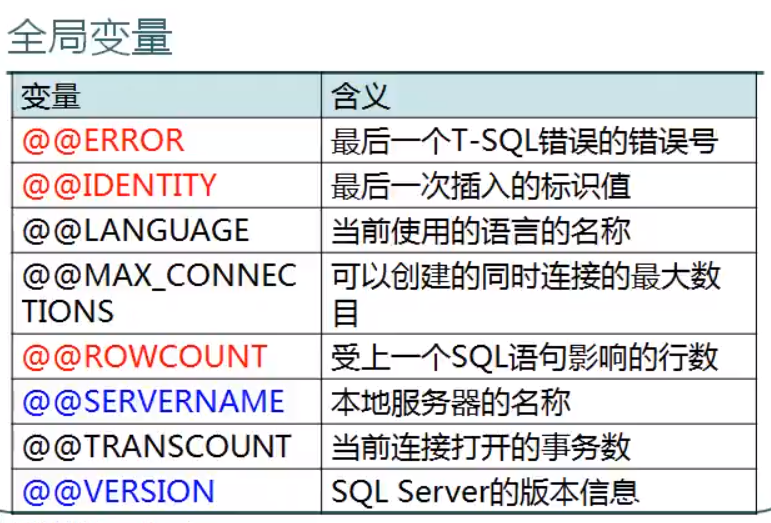 全局变量
变量 含义
@@ERROR 最后一个T-SQL错误的错误号
@@IDENTITY 最后一次插入的标识值
@@LANGUAGE 当前使用的语言的名称
@@MAX_CONNEC 可以创建的同时连接的最大数
TIONS 目
@@ROWCOUNT 受上一个SQL语句影响的行数
@@SERVERNAME 本地服务器的名称
@@TRANSCOUNT 当前连接打开的事务数
@@VERSION SQL Server的版本信息